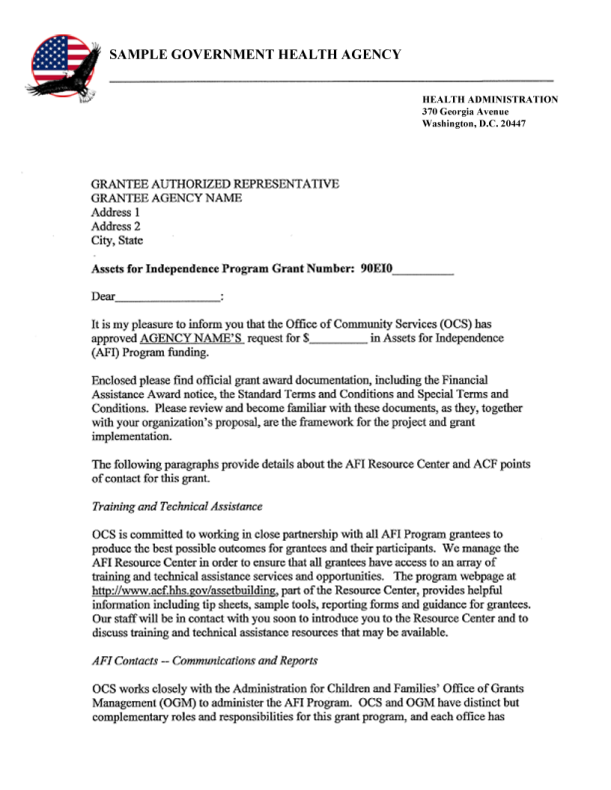 SAMPLE GOVERNMENT HEALTH AGENCY
HEALTH ADMINISTRATION
370 Georgia Avenue
Washington, D.C. 20447
GRANTEE AUTHORIZED REPRESENTATIVE
GRANTEE AGENCY NAME
Address 1
Address 2
City, State
Assets for Independence Program Grant Number: 90EI0__________
Dear_________________:
It is my pleasure to inform you that the Office of Community Services (OCS) has
approved AGENCY NAME'S request for $__________ in Assets for Independence
(AFI) Program funding.
Enclosed please find official grant award documentation, including the Financial
Assistance Award notice, the Standard Terms and Conditions and Special Terms and
Conditions. Please review and become familiar with these documents, as they, together
with your organization's proposal, are the framework for the project and grant
implementation.
The following paragraphs provide details about the AFI Resource Center and ACF points
of contact for this grant.
Training and Technical Assistance
OCS is committed to working in close partnership with all AFI Program grantees to
produce the best possible outcomes for grantees and their participants. We manage the
AFI Resource Center in order to ensure that all grantees have access to an array of
training and technical assistance services and opportunities. The program webpage at
http://www.acf.hhs.gov/assetbuilding, part of the Resource Center, provides helpful
information including tip sheets, sample tools, reporting forms and guidance for grantees.
Our staff will be in contact with you soon to introduce you to the Resource Center and to
discuss training and technical assistance resources that may be available.
AFI Contacts -- Communications and Reports
OCS works closely with the Administration for Children and Families' Office of Grants
Management (OGM) to administer the AFI Program. OCS and OGM have distinct but
complementary roles and responsibilities for this grant program, and each office has